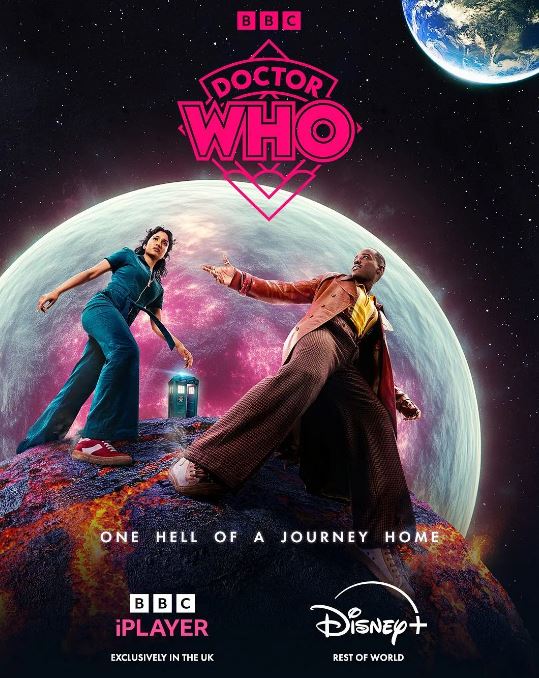 BBC
DOCTOR
WHO
ONE HELL OF A JOURNEY HOME
BBC
iPLAYER
EXCLUSIVELY IN THE UK
Disney+
REST OF WORLD